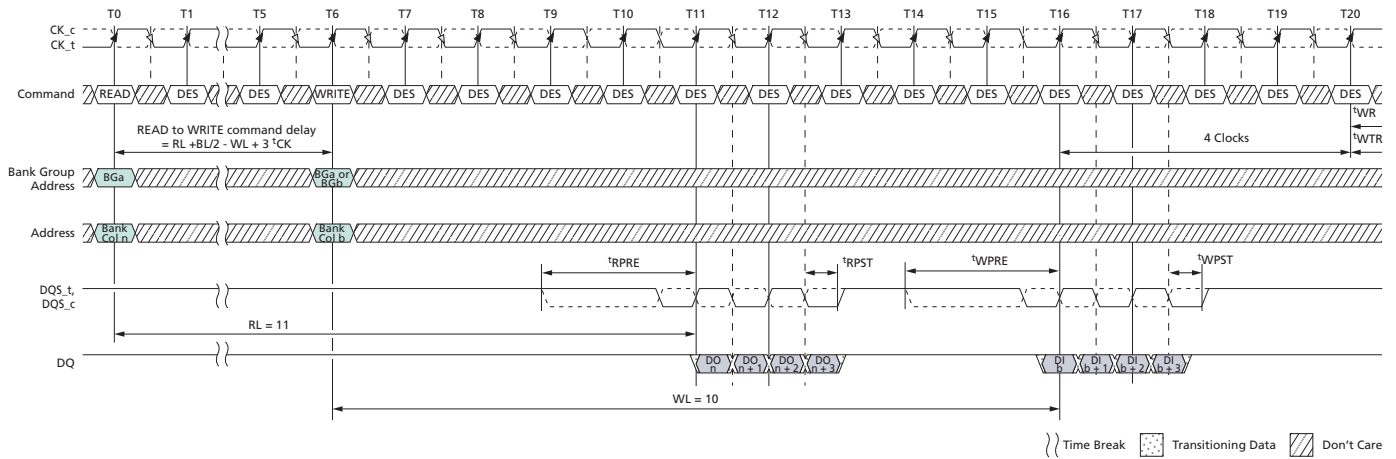 T0 T1 T5 T6 T7 T8 T9 T10 T11 T12 T13 T14 T15 T16 T17 T18 T19 T20
CK_c
CK_t
Command READ DES DES WRITE DES DES DES DES DES DES DES DES DES DES DES DES DES DES
tWR
READ to WRITE command delay
= RL +BL/2 - WL + 3 tCK
4 Clocks
tWTR
Bank Group
Address
BGa
BGa or
BGb
Address
Bank
Col n
Bank
Col b
tRPRE tRPST tWPRE tWPST
DQS_t,
DQS_c
RL = 11
DQ
DO
n
DO
n + 1
DO
n + 2
DO
n + 3
DI
b
DI
b + 1
DI
b + 2
DI
b + 3
WL = 10
Time Break Transitioning Data Don't Care